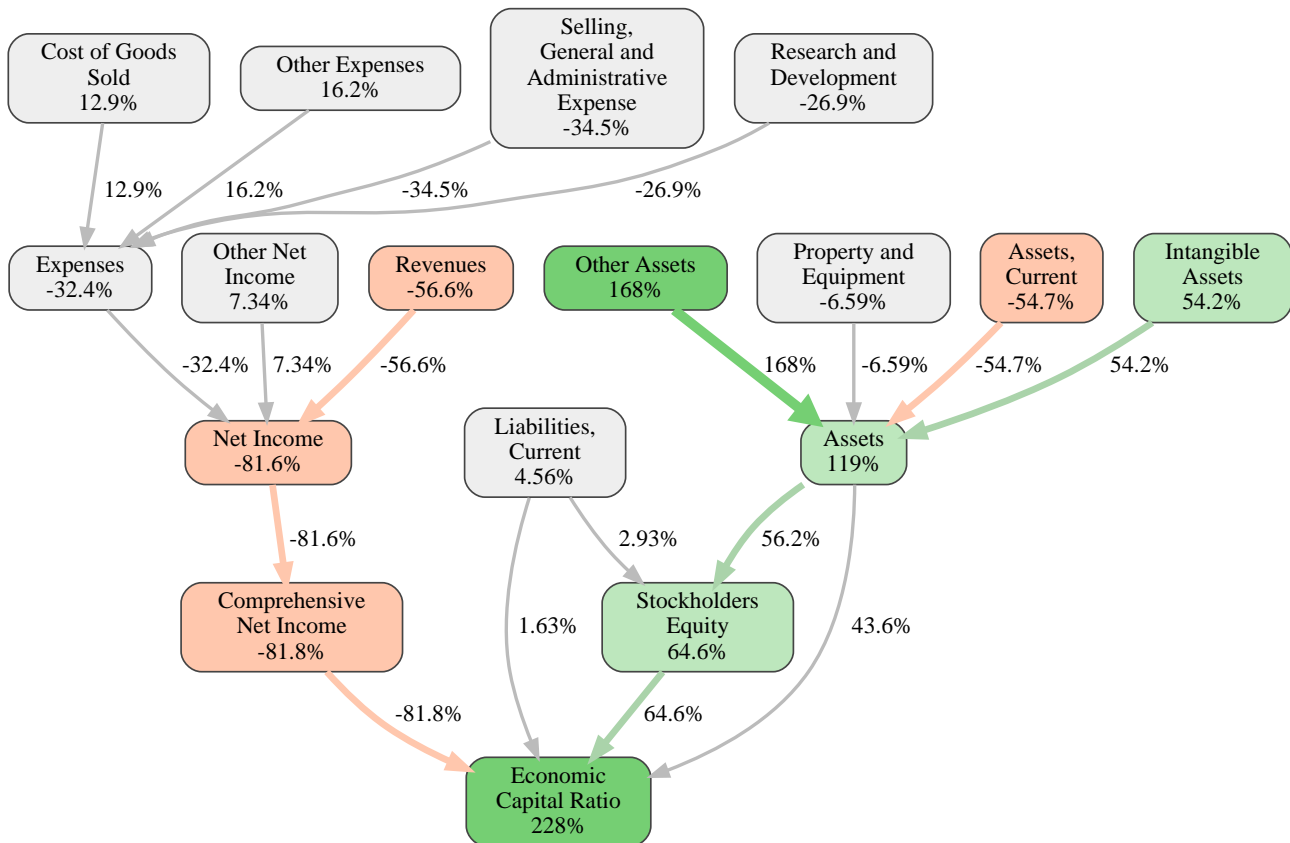 Cost of Goods
Sold
12.9%
Other Expenses
16.2%
Selling,
General and
Administrative
Expense
-34.5%
Research and
Development
-26.9%
12.9%
16.2%
-34.5%
-26.9%
Expenses
-32.4%
Other Net
Income
7.34%
Revenues
-56.6%
Other Assets
168%
Property and
Equipment
-6.59%
Assets,
Current
-54.7%
Intangible
Assets
54.2%
-32.4%
7.34%
-56.6%
168%
-6.59%
-54.7%
54.2%
Net Income
-81.6%
Liabilities,
Current
4.56%
Assets
119%
-81.6%
2.93%
56.2%
Comprehensive
Net Income
-81.8%
1.63%
Stockholders
Equity
64.6%
43.6%
-81.8%
64.6%
Economic
Capital Ratio
228%